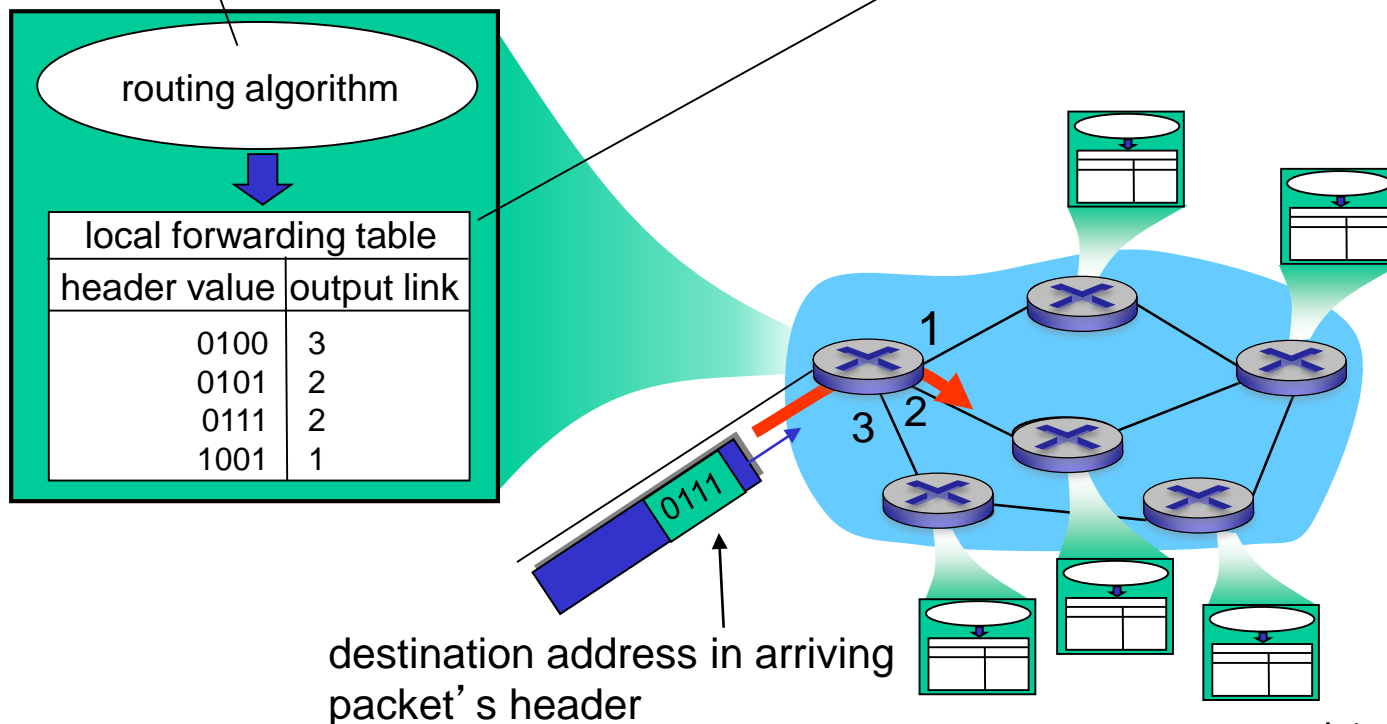 routing algorithm
local forwarding table
header value output link
0100 3
0101 2
0111 2
1001 1
1
2
3
0111
destination address in arriving
packet’ s header